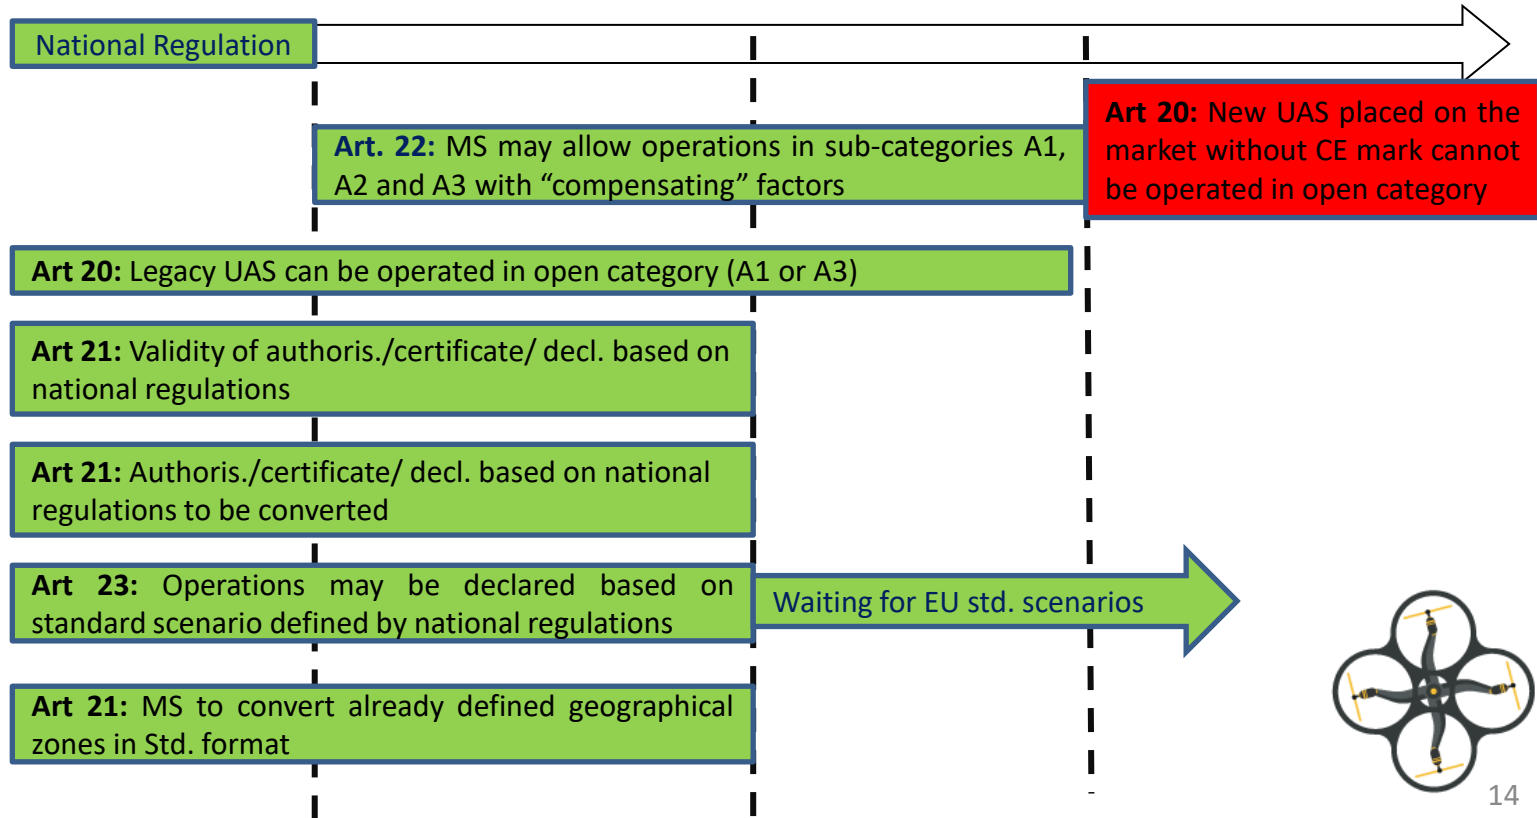 National Regulation
Art. 22: MS may allow operations in sub-categories A1,
A2 and A3 with “compensating” factors
Art 20: New UAS placed on the
market without CE mark cannot
be operated in open category
Art 20: Legacy UAS can be operated in open category (A1 or A3)
Art 21: Validity of authoris./certificate/ decl. based on
national regulations
Art 21: Authoris./certificate/ decl. based on national
regulations to be converted
Art 23: Operations may be declared based on
standard scenario defined by national regulations
Waiting for EU std. scenarios
Art 21: MS to convert already defined geographical
zones in Std. format
14